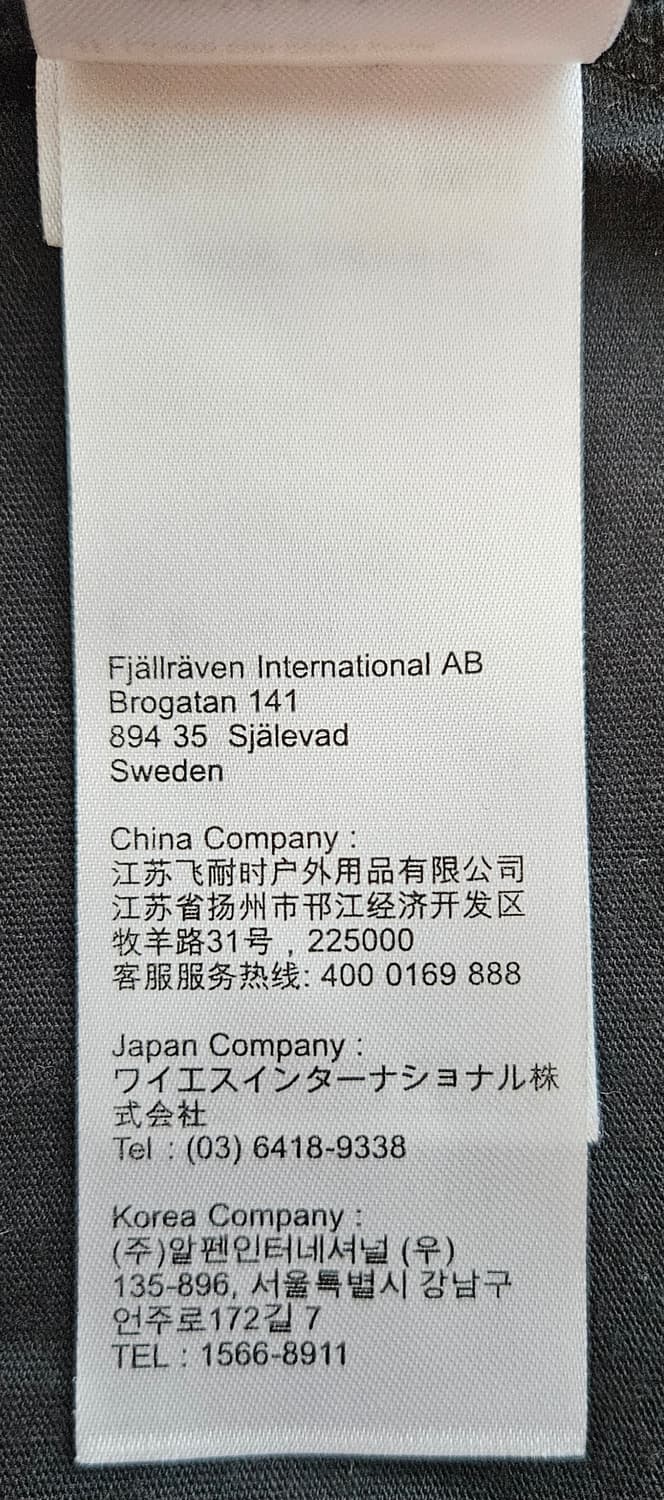 Fjällräven International AB
Brogatan 141
894 35  Själevad
Sweden
China Company :
江苏飞耐时户外用品有限公司
江苏省扬州市邗江经济开发区
牧羊路31号 , 225000
客服服务热线: 400 0169 888
Japan Company :
ワイエスインターナショナル株
式会社
Tel : (03) 6418-9338
Korea Company :
(주)알펜인터네셔널 (우)
135-896, 서울특별시 강남구
언주로172길 7
TEL : 1566-8911